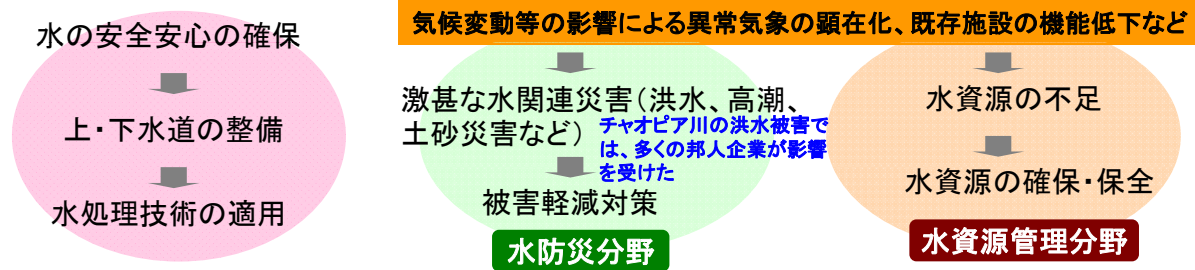 水の安全安心の確保
上・下水道の整備
水処理技術の適用
気候変動等の影響による異常気象の顕在化、既存施設の機能低下など
激甚な水関連災害(洪水、高潮、
土砂災害など)
チャオピア川の洪水被害で
は、多くの邦人企業が影響
を受けた
被害軽減対策
水防災分野
水資源の不足
水資源の確保・保全
水資源管理分野